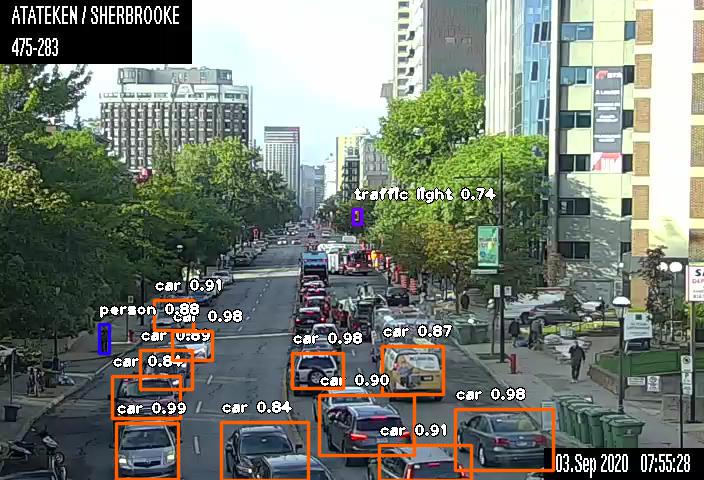 ATATEKEN / SHERBROOKE
475-283
traffic light 0.74
car 0.91
person 0.88
car 0.98
car 0.89
car 0.84
car 0.99
car 0.84
car 0.98
car 0.87
car 0.90
car 0.91
car 0.98
03.Sep 2020 07:55:28